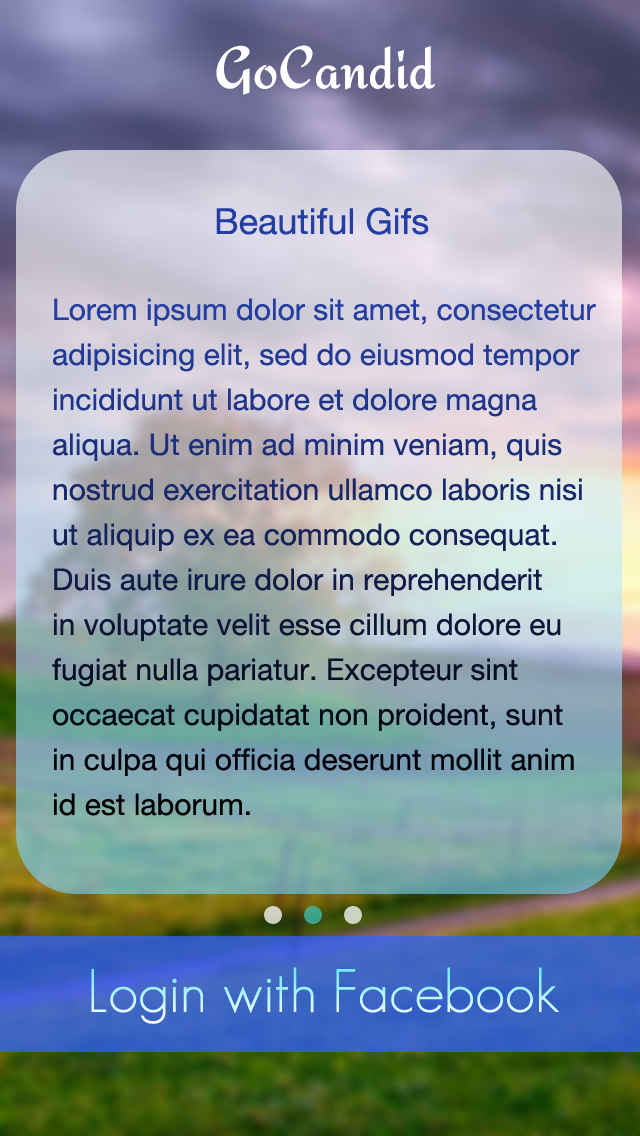 GoCandid
Beautiful Gifs
Lorem ipsum dolor sit amet, consectetur
adipisicing elit, sed do eiusmod tempor
incididunt ut labore et dolore magna
aliqua. Ut enim ad minim veniam, quis
nostrud exercitation ullamco laboris nisi
ut aliquip ex ea commodo consequat.
Duis aute irure dolor in reprehenderit
in voluptate velit esse cillum dolore eu
fugiat nulla pariatur. Excepteur sint
occaecat cupidatat non proident, sunt
in culpa qui officia deserunt mollit anim
id est laborum.
Login with Facebook